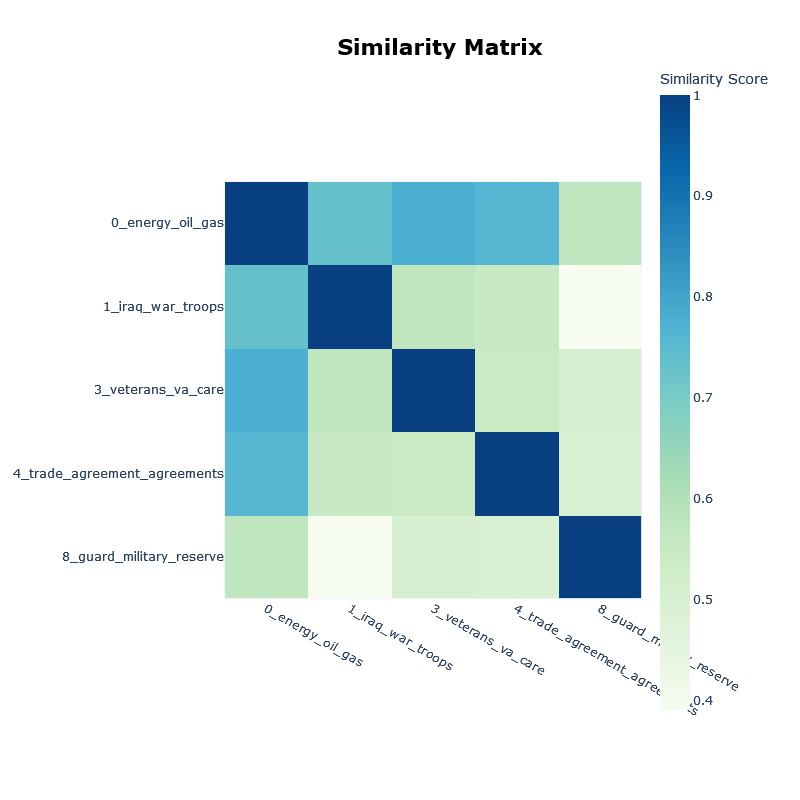 Similarity Matrix
Similarity Score
1
0.9
0.8
0.7
0.6
0.5
0.4
0_energy_oil_gas
1_iraq_war_troops
3_veterans_va_care
4_trade_agreement_agreements
8_guard_military_reserve
0_energy_oil_gas
1_iraq_war_troops
3_veterans_va_care